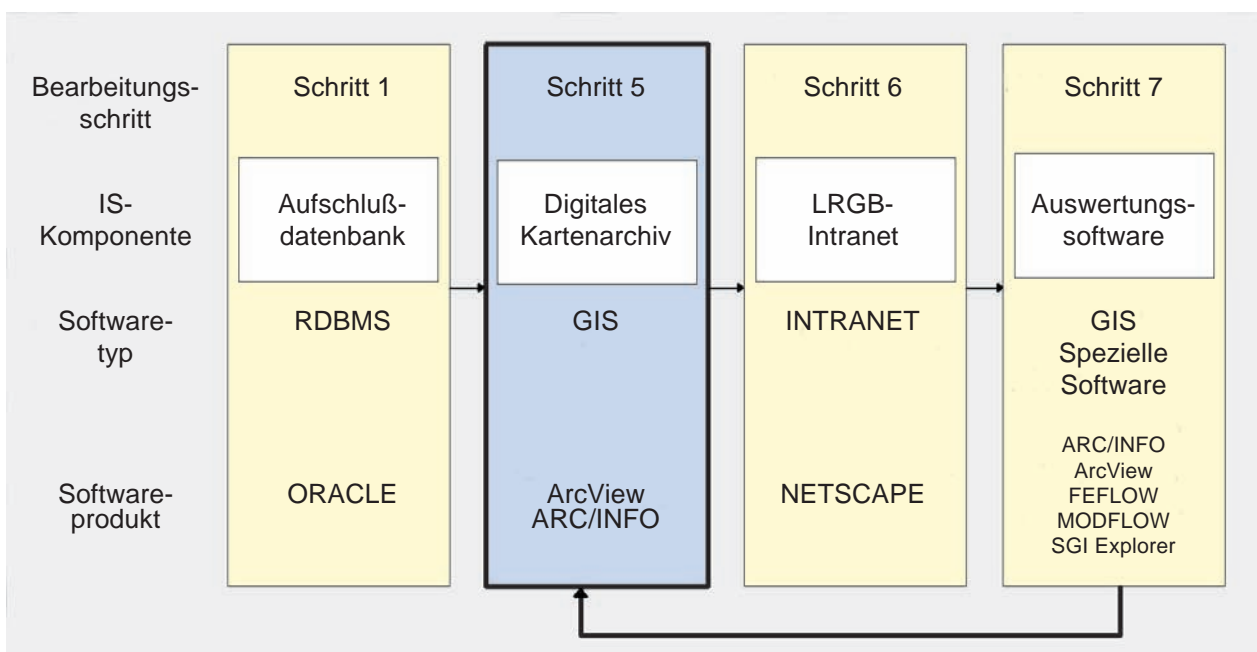 Bearbeitungs-
schritt
Schritt 1
Schritt 5
Schritt 6
Schritt 7
IS-
Komponente
Aufschluß-
datenbank
Digitales
Kartenarchiv
LRGB-
Intranet
Auswertungs-
software
Software-
typ
RDBMS
GIS
INTRANET
GIS
Spezielle
Software
Software-
produkt
ORACLE
ArcView
ARC/INFO
NETSCAPE
ARC/INFO
ArcView
FEFLOW
MODFLOW
SGI Explorer